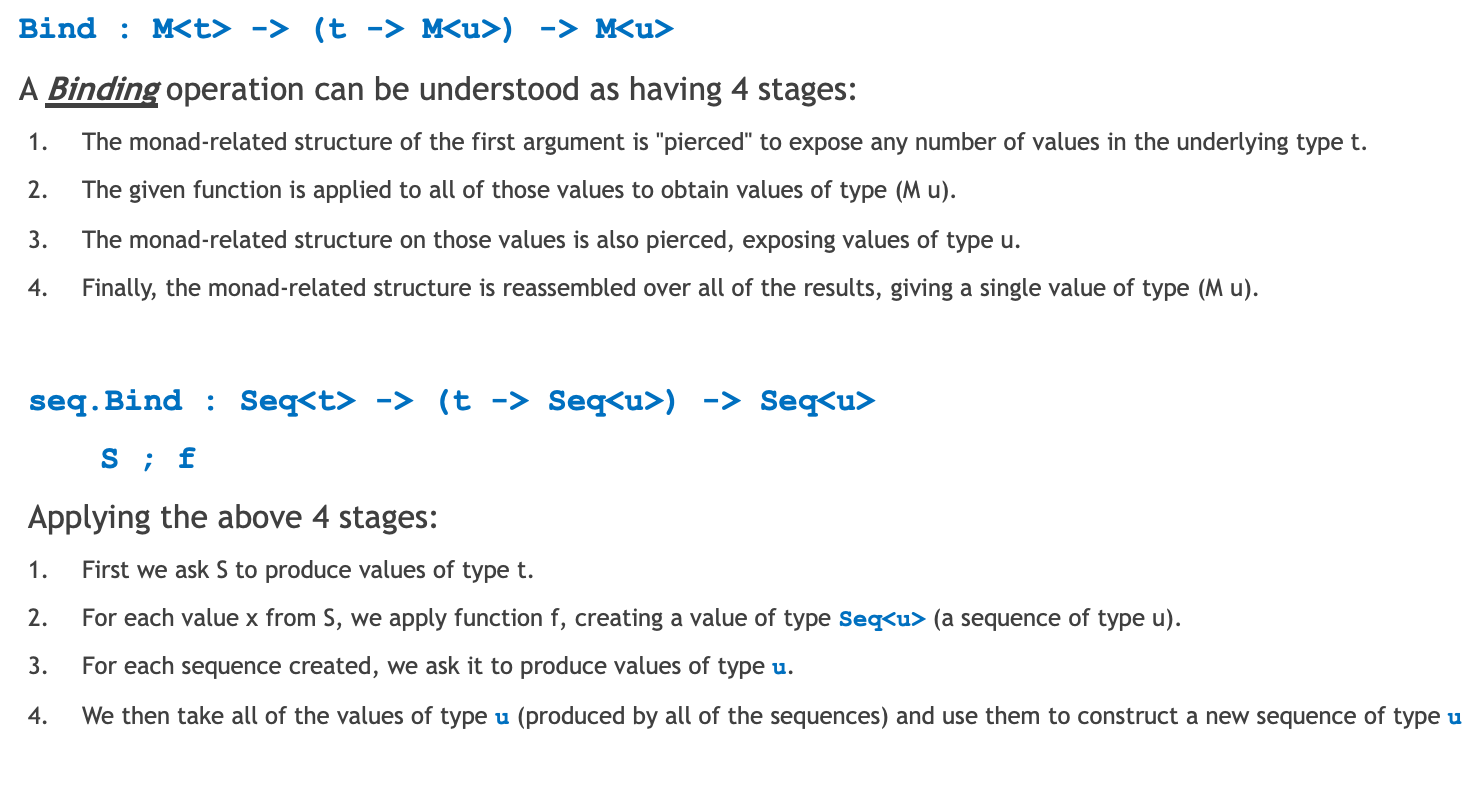 Bind : M<t> -> (t -> M<u>) -> M<u>
A Binding operation can be understood as having 4 stages:
1. The monad-related structure of the first argument is "pierced" to expose any number of values in the underlying type t.
2. The given function is applied to all of those values to obtain values of type (M u).
3. The monad-related structure on those values is also pierced, exposing values of type u.
4. Finally, the monad-related structure is reassembled over all of the results, giving a single value of type (M u).
seq.Bind : Seq<t> -> (t -> Seq<u>) -> Seq<u>
S ; f
Applying the above 4 stages:
1. First we ask S to produce values of type t.
2. For each value x from S, we apply function f, creating a value of type Seq<u> (a sequence of type u).
3. For each sequence created, we ask it to produce values of type u.
4. We then take all of the values of type u (produced by all of the sequences) and use them to construct a new sequence of type u